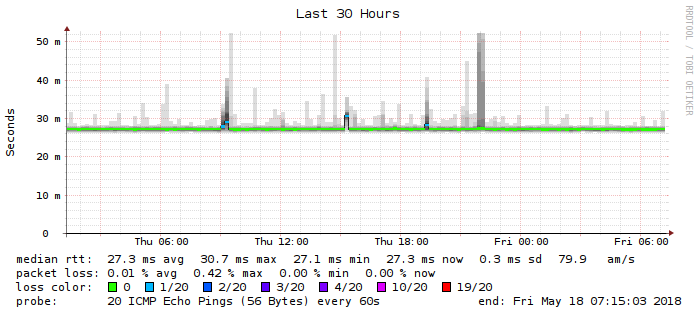 Last 30 Hours
RRDTOOL / TOBI OETIKER
Seconds
50 m
40 m
30 m
20 m
10 m
0
Thu 06:00 Thu 12:00 Thu 18:00 Fri 00:00 Fri 06:00
median rtt: 27.3 ms avg 30.7 ms max 27.1 ms min 27.3 ms now 0.3 ms sd 79.9 am/s
packet loss: 0.01 % avg 0.42 % max 0.00 % min 0.00 % now
loss color: 0 1/20 2/20 3/20 4/20 10/20 19/20
probe: 20 ICMP Echo Pings (56 Bytes) every 60s end: Fri May 18 07:15:03 2018